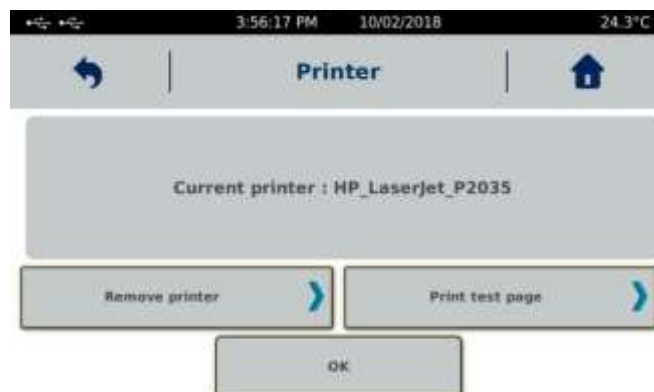 3:56:17 PM 10/02/2018 24.3°C
Printer
Current printer : HP_LaserJet_P2035
Remove printer Print test page
OK